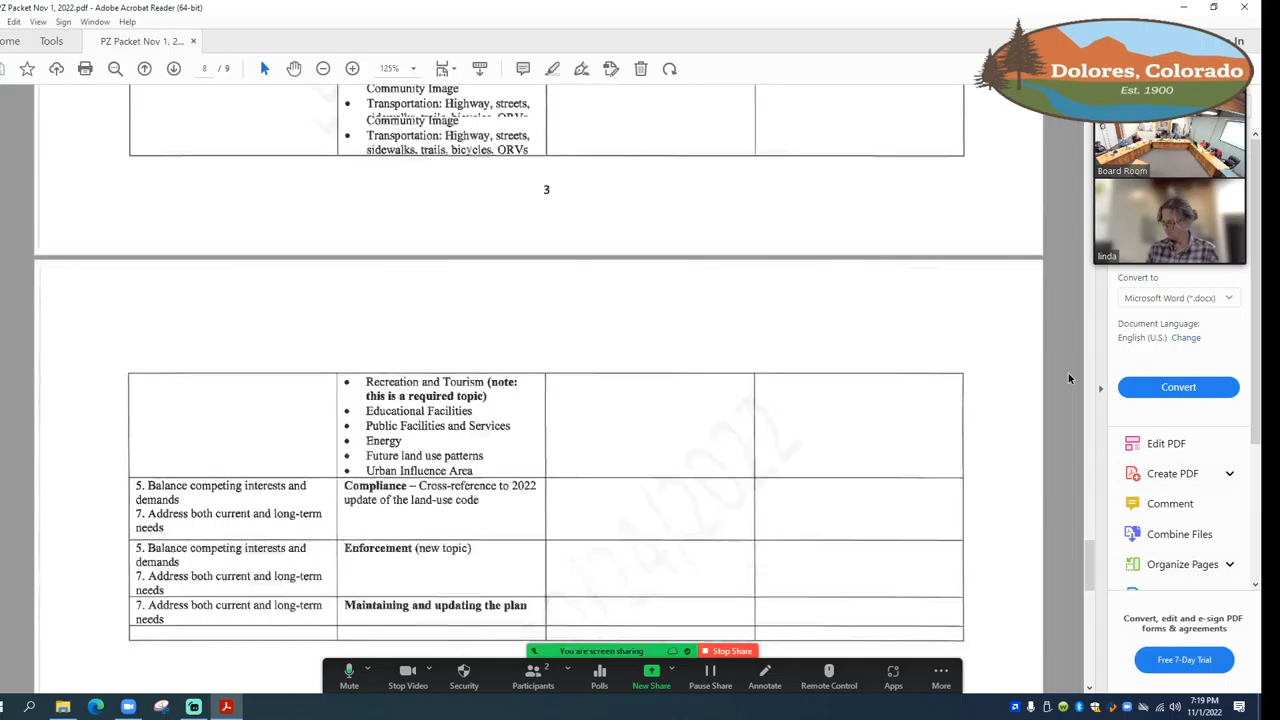 PZ Packet Nov 1, 2022.pdf - Adobe Acrobat Reader (64-bit)
Edit View Sign Window Help
ome Tools PZ Packet Nov 1, 2... ×
8 / 9 125%
In
Dolores, Colorado
Est. 1900
Community Image
• Transportation: Highway, streets,
sidewalks, trails, bicycles, ORVs
Community Image
• Transportation: Highway, streets,
sidewalks, trails, bicycles, ORVs
3
Board Room
linda
Convert to
Microsoft Word (*.docx)
Document Language:
English (U.S.) Change
Convert
Edit PDF
Create PDF
Comment
Combine Files
Organize Pages
Convert, edit and e-sign PDF
forms & agreements
Free 7-Day Trial
• Recreation and Tourism (note:
this is a required topic)
• Educational Facilities
• Public Facilities and Services
• Energy
• Future land use patterns
• Urban Influence Area
5. Balance competing interests and
demands
7. Address both current and long-term
needs
Compliance – Cross-reference to 2022
update of the land-use code
5. Balance competing interests and
demands
7. Address both current and long-term
needs
Enforcement (new topic)
7. Address both current and long-term
needs
Maintaining and updating the plan
You are screen sharing Stop Share
Mute Stop Video Security Participants 2 Polls New Share Pause Share Annotate Remote Control Apps More
7:19 PM
11/1/2022